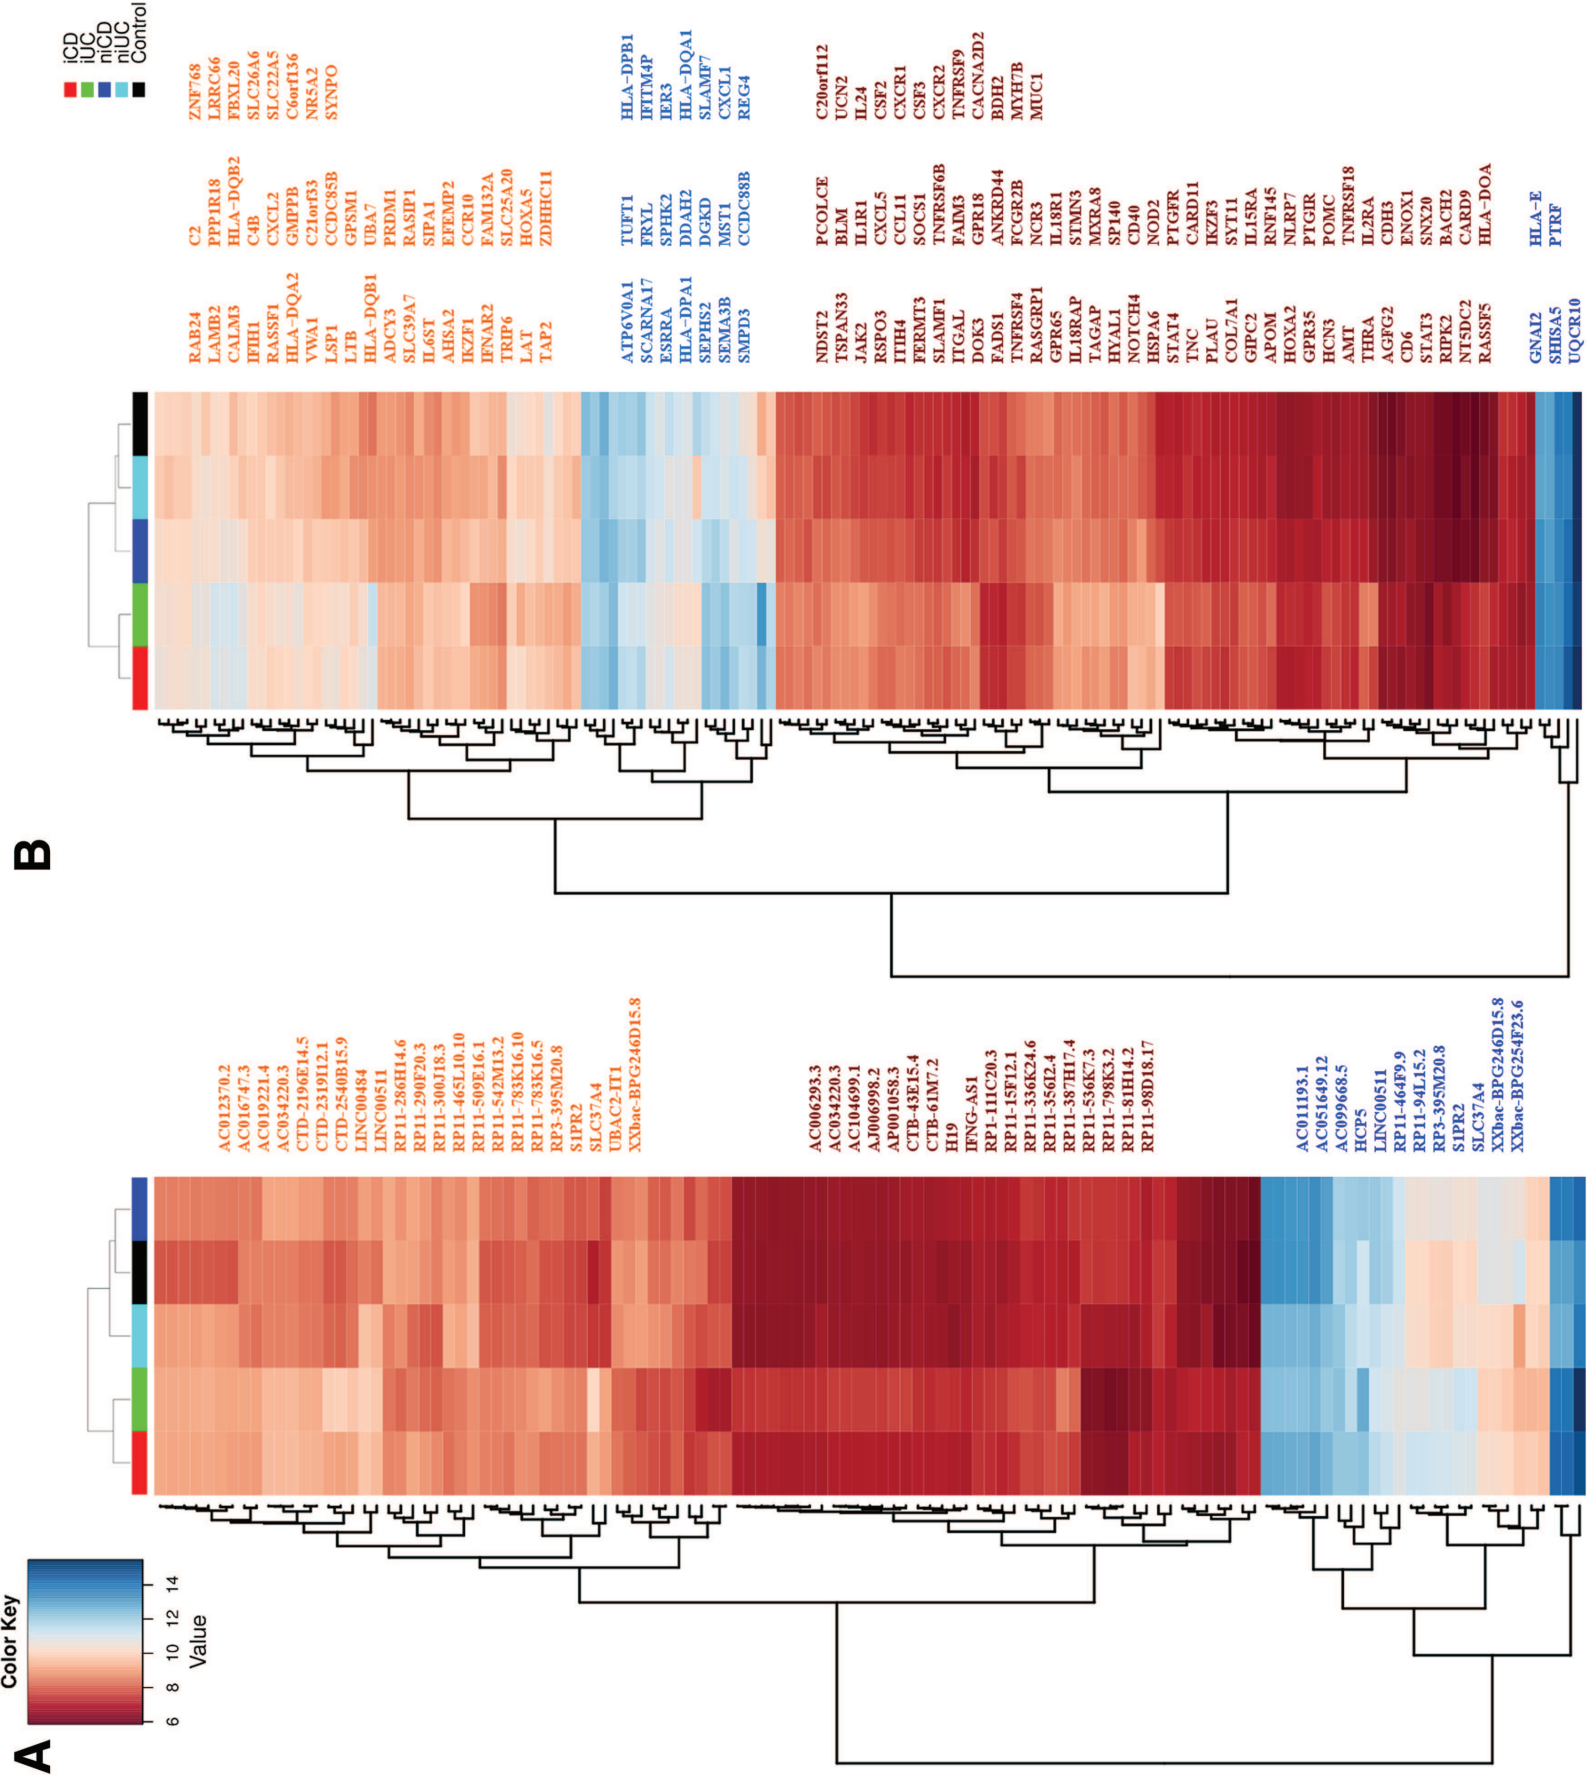 A
Color Key
6
8
10
12
14
Value
AC012370.2
AC016747.3
AC019221.4
AC034220.3
CTD-2196E14.5
CTD-2319I12.1
CTD-2540B15.9
LINC00484
LINC00511
RP11-286H14.6
RP11-290F20.3
RP11-300J18.3
RP11-465L10.10
RP11-509E16.1
RP11-542M13.2
RP11-783K16.10
RP11-783K16.5
RP3-395M20.8
S1PR2
SLC37A4
UBAC2-IT1
XXbac-BPG246D15.8
AC006293.3
AC034220.3
AC104699.1
AJ006998.2
AP001058.3
CTB-43E15.4
CTB-61M7.2
H19
IFNG-AS1
RP1-111C20.3
RP11-15F12.1
RP11-336K24.6
RP11-356I2.4
RP11-387H17.4
RP11-536K7.3
RP11-798K3.2
RP11-81H14.2
RP11-98D18.17
AC011193.1
AC051649.12
AC099668.5
HCP5
LINC00511
RP11-464F9.9
RP11-94L15.2
RP3-395M20.8
S1PR2
SLC37A4
XXbac-BPG246D15.8
XXbac-BPG254F23.6
B
iCD
iUC
niCD
niUC
Control
RAB24 C2 ZNF768
LAMB2 PPP1R18 LRRC66
CALM3 HLA-DQB2 FBXL20
IFIH1 C4B SLC26A6
RASSF1 CXCL2 SLC22A5
HLA-DQA2 GMPPB C6orf136
VWA1 C21orf33 NR5A2
LSP1 CCDC85B SYNPO
LTB GPSM1
HLA-DQB1 UBA7
ADCY3 PRDM1
SLC39A7 RASIP1
IL6ST SIPA1
AHSA2 EFEMP2
IKZF1 CCR10
IFNAR2 FAM132A
TRIP6 SLC25A20
LAT HOXA5
TAP2 ZDHHC11
ATP6V0A1 TUFT1 HLA-DPB1
SCARNA17 FRYL IFITM4P
ESRRA SPHK2 IER3
HLA-DPA1 DDAH2 HLA-DQA1
SEPHS2 DGKD SLAMF7
SEMA3B MST1 CXCL1
SMPD3 CCDC88B REG4
NDST2 PCOLCE C20orf112
TSPAN33 BLM UCN2
JAK2 IL1R1 IL24
RSPO3 CXCL5 CSF2
ITIH4 CCL11 CXCR1
FERMT3 SOCS1 CSF3
SLAMF1 TNFRSF6B CXCR2
ITGAL FAIM3 TNFRSF9
DOK3 GPR18 CACNA2D2
FADS1 ANKRD44 BDH2
TNFRSF4 FCGR2B MYH7B
RASGRP1 NCR3 MUC1
GPR65 IL18R1
IL18RAP STMN3
TAGAP MXRA8
HYAL1 SP140
NOTCH4 CD40
HSPA6 NOD2
STAT4 PTGFR
TNC CARD11
PLAU IKZF3
COL7A1 SYT11
GIPC2 IL15RA
APOM RNF145
HOXA2 NLRP7
GPR35 PTGIR
HCN3 POMC
AMT TNFRSF18
THRA IL2RA
AGFG2 CDH3
CD6 ENOX1
STAT3 SNX20
RIPK2 BACH2
NT5DC2 CARD9
RASSF5 HLA-DOA
GNAI2 HLA-E
SHISA5 PTRF
UQCR10